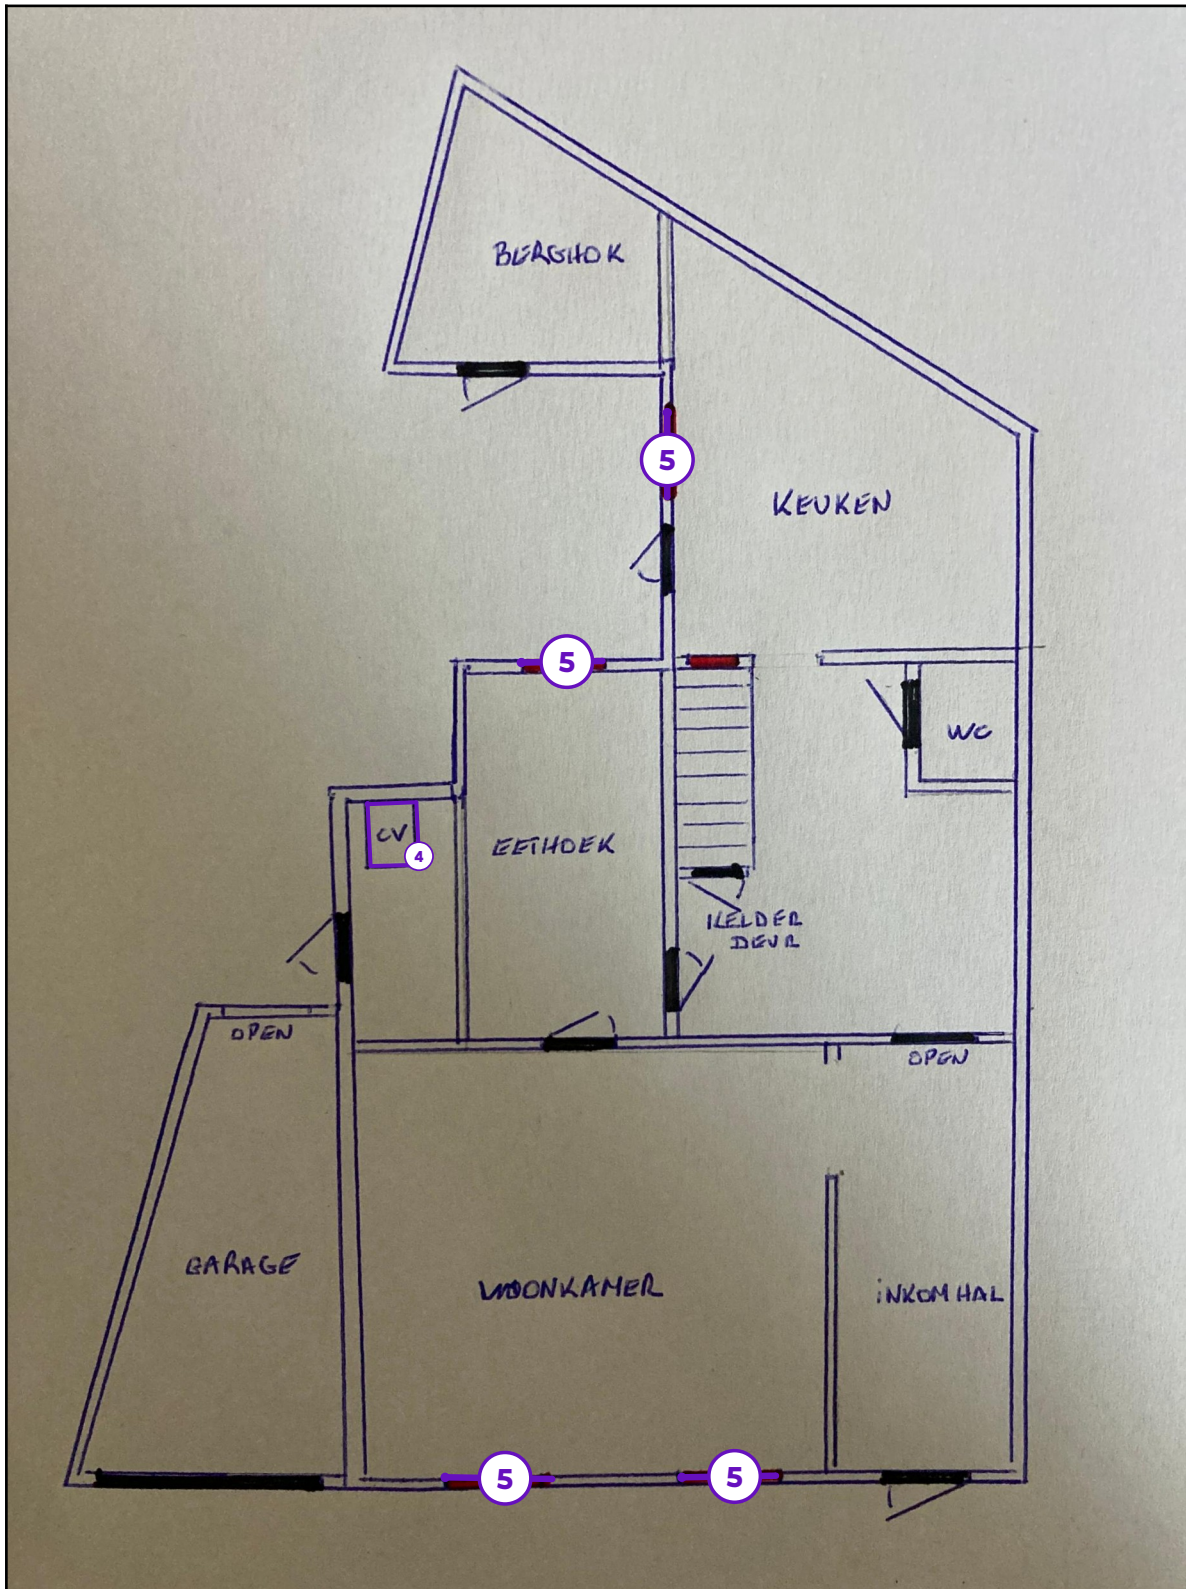 BERGHOK
5
KEUKEN
5
WC
CV
4
EETHOEK
KELDER
DEUR
OPEN
OPEN
GARAGE
WOONKAMER
iNKOMHAL
5
5